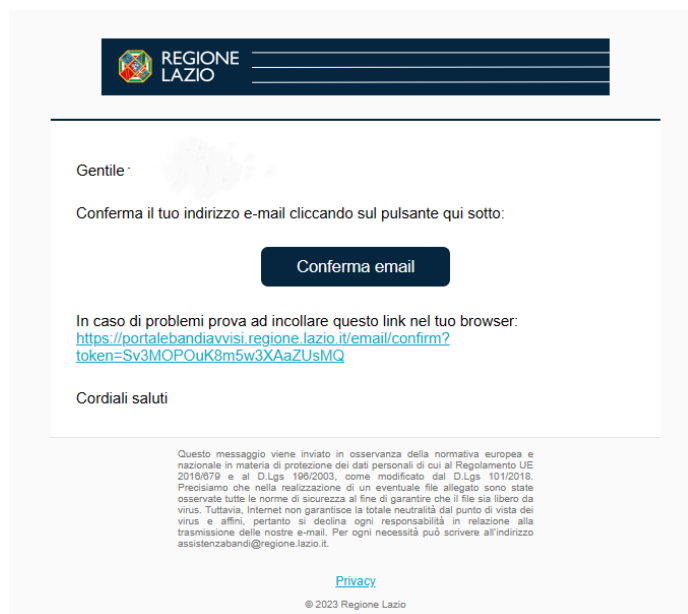 REGIONE
LAZIO
Gentile
Conferma il tuo indirizzo e-mail cliccando sul pulsante qui sotto:
Conferma email
In caso di problemi prova ad incollare questo link nel tuo browser:
https://portalebandiavvisi.regione.lazio.it/email/confirm?
token=Sv3MOPOuK8m5w3XAaZUsMQ
Cordiali saluti
Questo messaggio viene inviato in osservanza della normativa europea e
nazionale in materia di protezione dei dati personali di cui al Regolamento UE
2016/679 e al D.Lgs 196/2003, come modificato dal D.Lgs 101/2018.
Precisiamo che nella realizzazione di un eventuale file allegato sono state
osservate tutte le norme di sicurezza al fine di garantire che il file sia libero da
virus. Tuttavia, Internet non garantisce la totale neutralità dal punto di vista dei
virus e affini, pertanto si declina ogni responsabilità in relazione alla
trasmissione delle nostre e-mail. Per ogni necessità può scrivere all'indirizzo
assistenzabandi@regione.lazio.it.
Privacy
© 2023 Regione Lazio